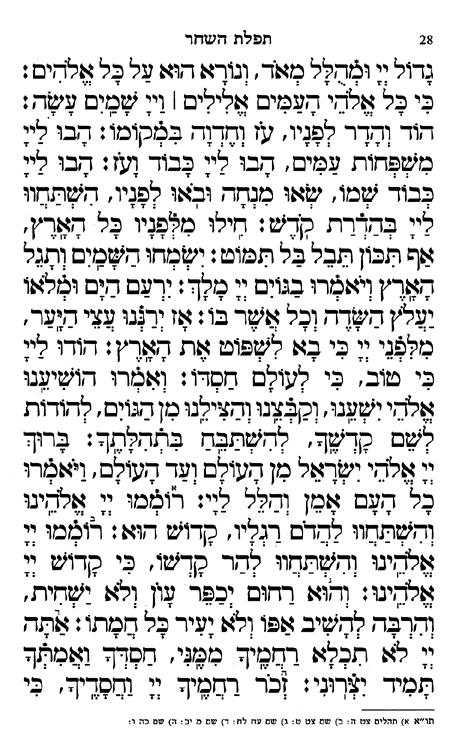 28 תפלת השחר
גָּדוֹל יְיָ וּמְהֻלָּל מְאֹד, וְנוֹרָא הוּא עַל כָּל אֱלֹהִים:
כִּי כָּל אֱלֹהֵי הָעַמִּים אֱלִילִים | וַייָ שָׁמַיִם עָשָׂה:
הוֹד וְהָדָר לְפָנָיו, עֹז וְחֶדְוָה בִּמְקוֹמוֹ: הָבוּ לַייָ
מִשְׁפְּחוֹת עַמִּים, הָבוּ לַייָ כָּבוֹד וָעֹז: הָבוּ לַייָ
כְּבוֹד שְׁמוֹ, שְׂאוּ מִנְחָה וּבֹאוּ לְפָנָיו, הִשְׁתַּחֲווּ
לַייָ בְּהַדְרַת קֹדֶשׁ: חִילוּ מִלְּפָנָיו כָּל הָאָרֶץ,
אַף תִּכּוֹן תֵּבֵל בַּל תִּמּוֹט: יִשְׂמְחוּ הַשָּׁמַיִם וְתָגֵל
הָאָרֶץ וְיֹאמְרוּ בַגּוֹיִם יְיָ מָלָךְ: יִרְעַם הַיָּם וּמְלֹאוֹ
יַעֲלֹץ הַשָּׂדֶה וְכָל אֲשֶׁר בּוֹ: אָז יְרַנְּנוּ עֲצֵי הַיָּעַר,
מִלִּפְנֵי יְיָ כִּי בָא לִשְׁפּוֹט אֶת הָאָרֶץ: הוֹדוּ לַייָ
כִּי טוֹב, כִּי לְעוֹלָם חַסְדּוֹ: וְאִמְרוּ הוֹשִׁיעֵנוּ
אֱלֹהֵי יִשְׁעֵנוּ, וְקַבְּצֵנוּ וְהַצִּילֵנוּ מִן הַגּוֹיִם, לְהוֹדוֹת
לְשֵׁם קָדְשֶׁךָ, לְהִשְׁתַּבֵּחַ בִּתְהִלָּתֶךָ: בָּרוּךְ
יְיָ אֱלֹהֵי יִשְׂרָאֵל מִן הָעוֹלָם וְעַד הָעוֹלָם, וַיֹּאמְרוּ
כָל הָעָם אָמֵן וְהַלֵּל לַייָ: רוֹמְמוּ יְיָ אֱלֹהֵינוּ
וְהִשְׁתַּחֲווּ לַהֲדֹם רַגְלָיו, קָדוֹשׁ הוּא: רוֹמְמוּ יְיָ
אֱלֹהֵינוּ וְהִשְׁתַּחֲווּ לְהַר קָדְשׁוֹ, כִּי קָדוֹשׁ יְיָ
אֱלֹהֵינוּ: וְהוּא רַחוּם יְכַפֵּר עָוֹן וְלֹא יַשְׁחִית,
וְהִרְבָּה לְהָשִׁיב אַפּוֹ וְלֹא יָעִיר כָּל חֲמָתוֹ: אַתָּה
יְיָ לֹא תִכְלָא רַחֲמֶיךָ מִמֶּנִּי, חַסְדְּךָ וַאֲמִתְּךָ
תָּמִיד יִצְּרוּנִי: זְכֹר רַחֲמֶיךָ יְיָ וַחֲסָדֶיךָ, כִּי
תו״א א) תהלים צט ה: ב) שם צט ט: ג) שם עח לח: ד) שם מ יב: ה) שם כה ו: